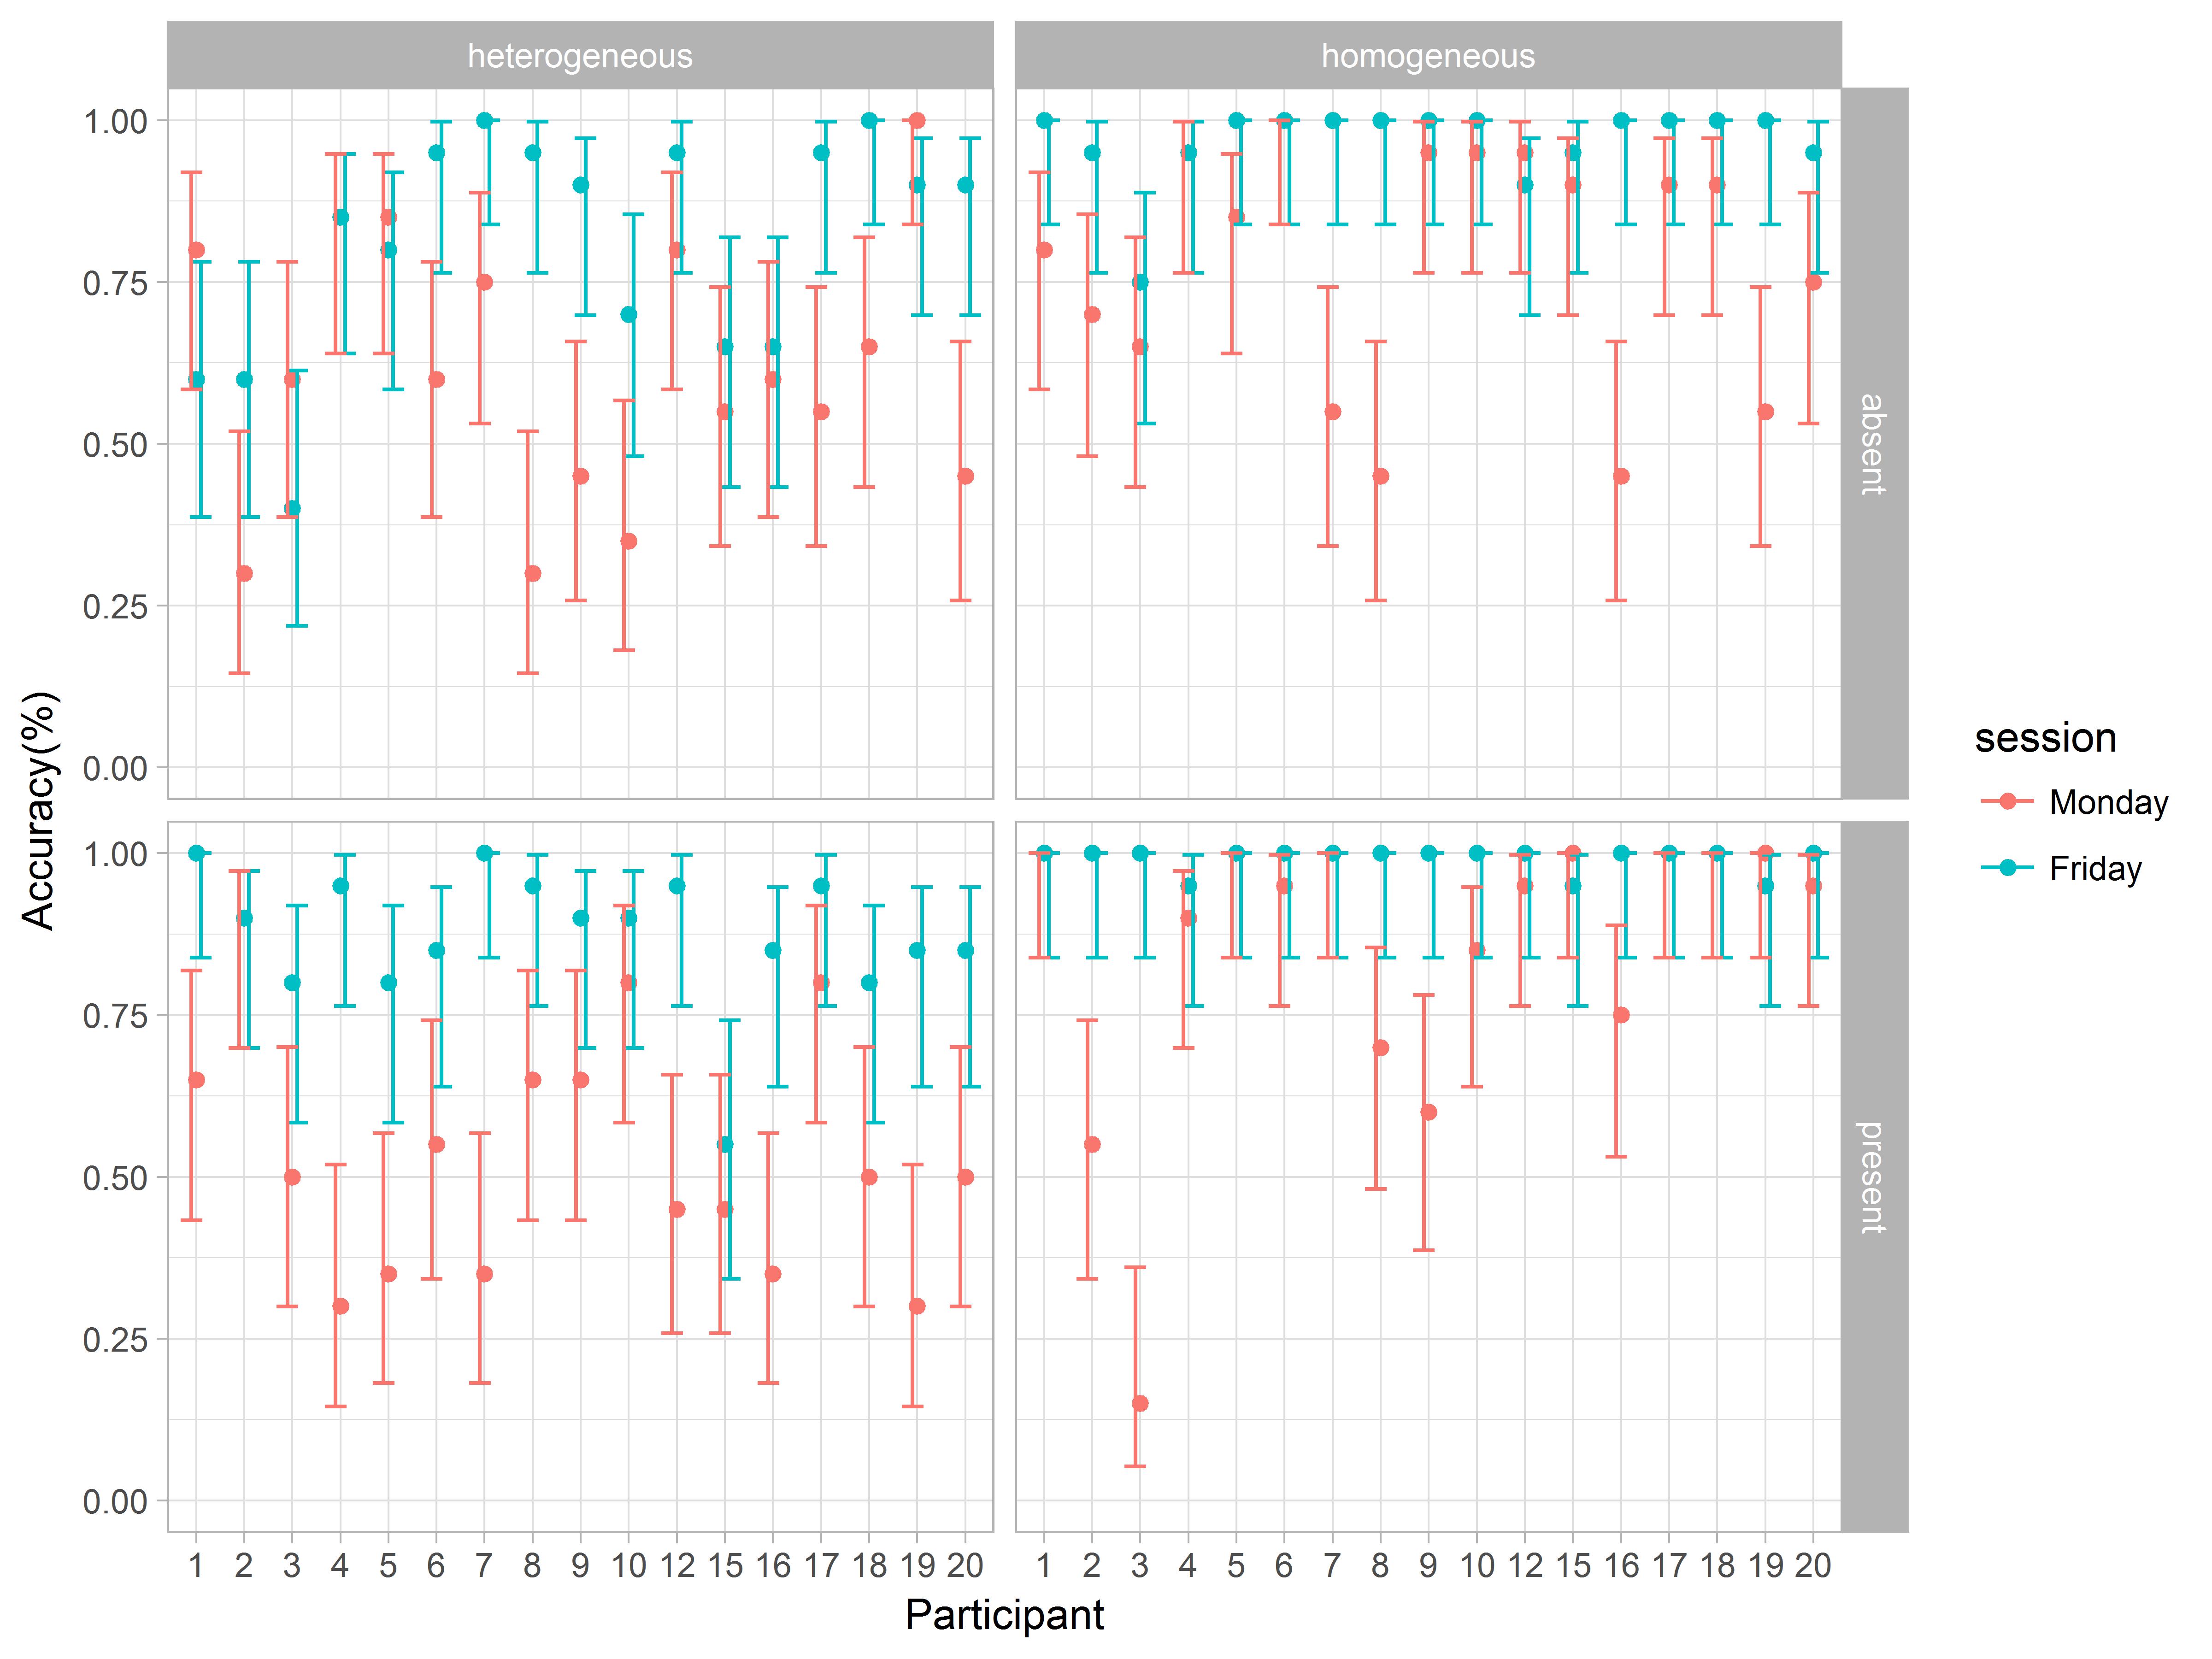 heterogeneous homogeneous
1.00
0.75
0.50
0.25
0.00
absent
1.00
0.75
0.50
0.25
0.00
present
Accuracy(%)
1 2 3 4 5 6 7 8 9 10 12 15 16 17 18 19 20
1 2 3 4 5 6 7 8 9 10 12 15 16 17 18 19 20
Participant
session
Monday
Friday